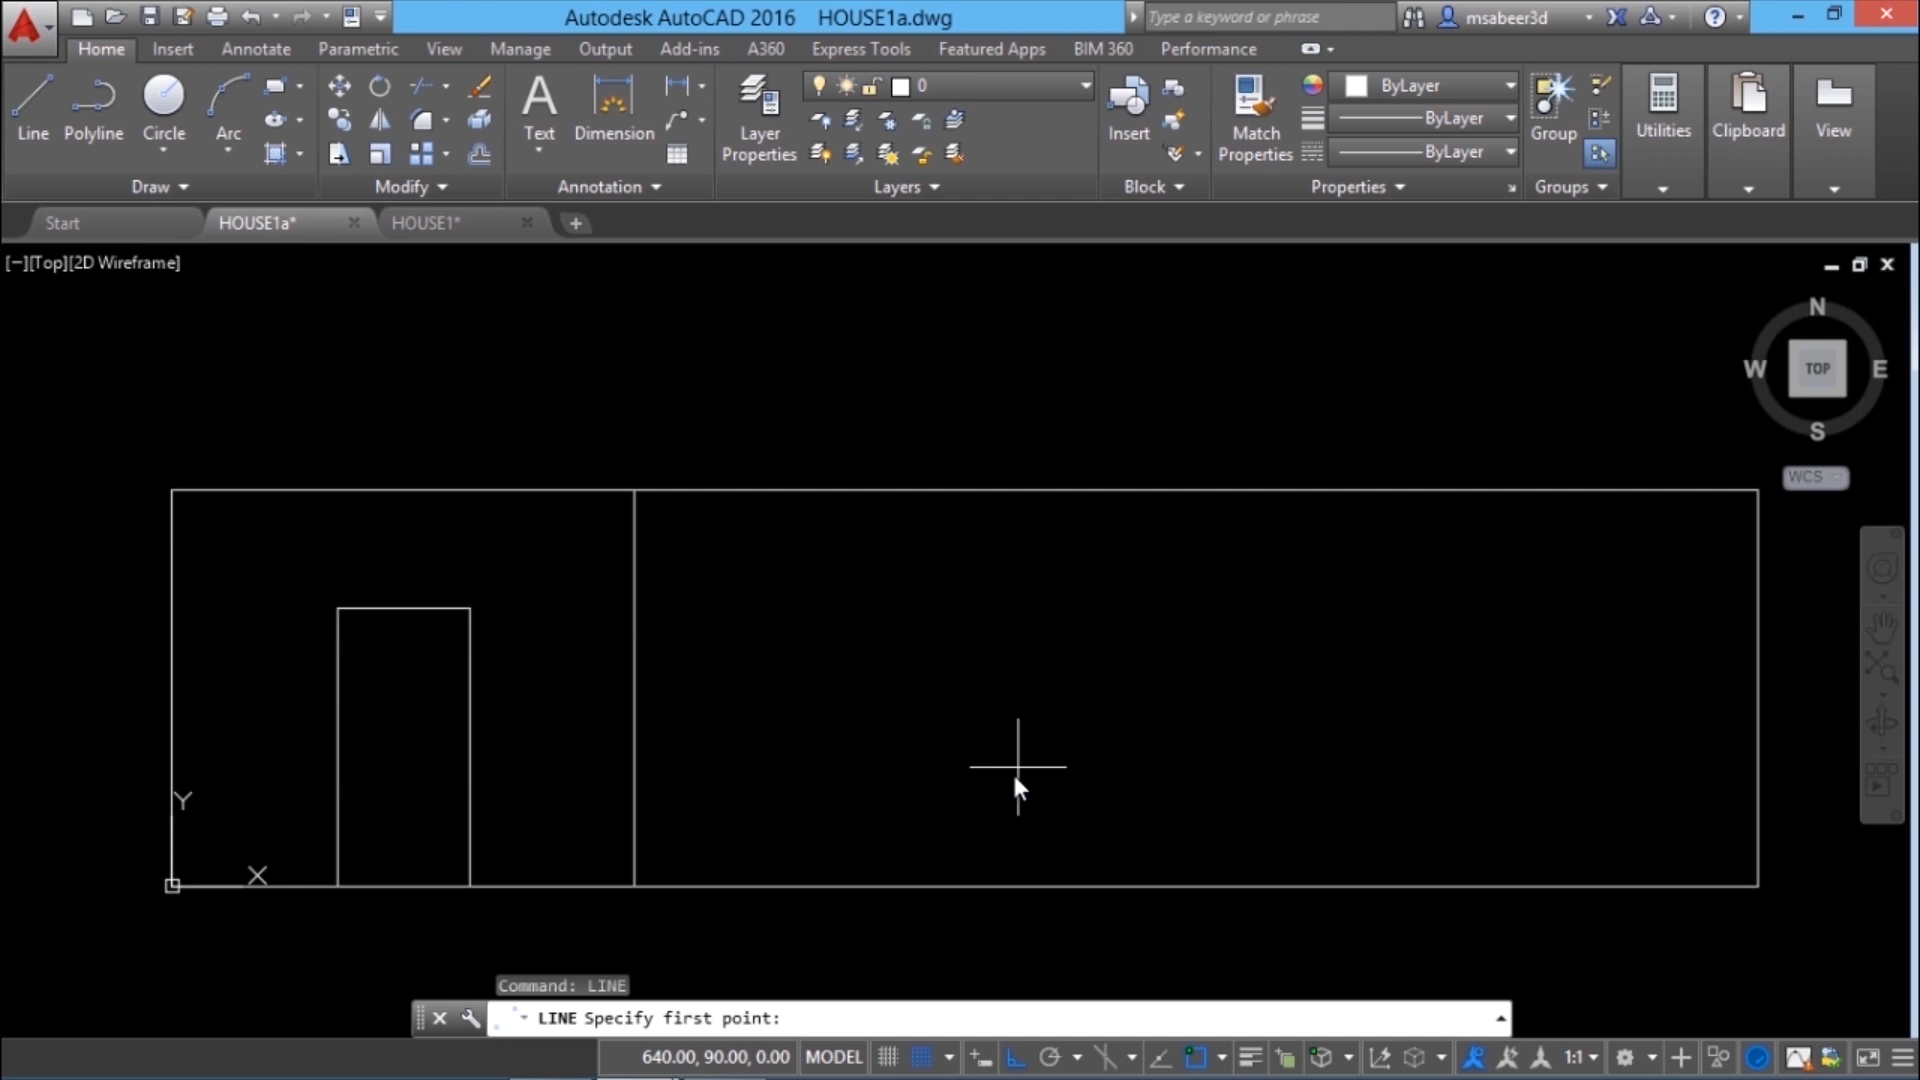 Autodesk AutoCAD 2016 HOUSE1a.dwg
Type a keyword or phrase
msabeer3d
Home Insert Annotate Parametric View Manage Output Add-ins A360 Express Tools Featured Apps BIM 360 Performance
0
ByLayer
ByLayer
ByLayer
Line Polyline Circle Arc
Text Dimension
Layer Properties
Insert
Match Properties
Group
Utilities Clipboard View
Draw Modify Annotation Layers Block Properties Groups
Start HOUSE1a* HOUSE1*
[−][Top][2D Wireframe]
N
W TOP E
S
WCS
Y
X
Command: LINE
LINE Specify first point:
640.00, 90.00, 0.00 MODEL 1:1